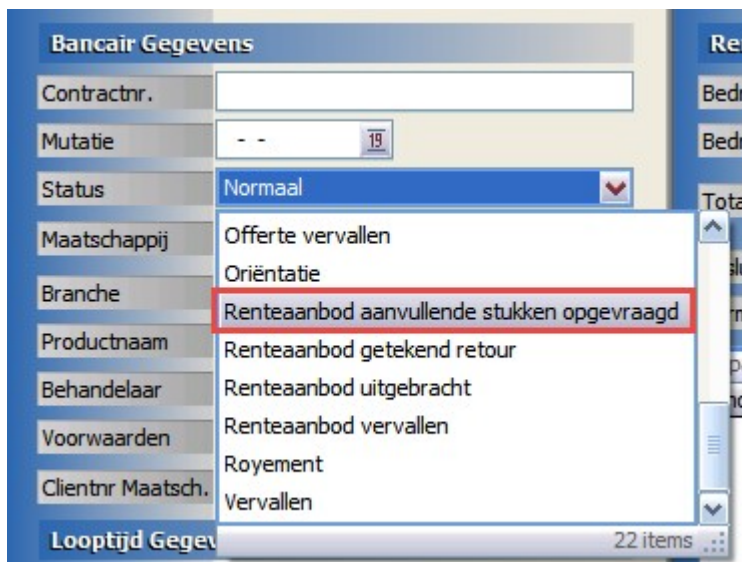 Bancair Gegevens
Contractnr.
Mutatie - - 19
Status Normaal
Maatschappij
Branche
Productnaam
Behandelaar
Voorwaarden
Clientnr Maatsch.
Offerte vervallen
Oriëntatie
Renteaanbod aanvullende stukken opgevraagd
Renteaanbod getekend retour
Renteaanbod uitgebracht
Renteaanbod vervallen
Royement
Vervallen
22 items
Looptijd